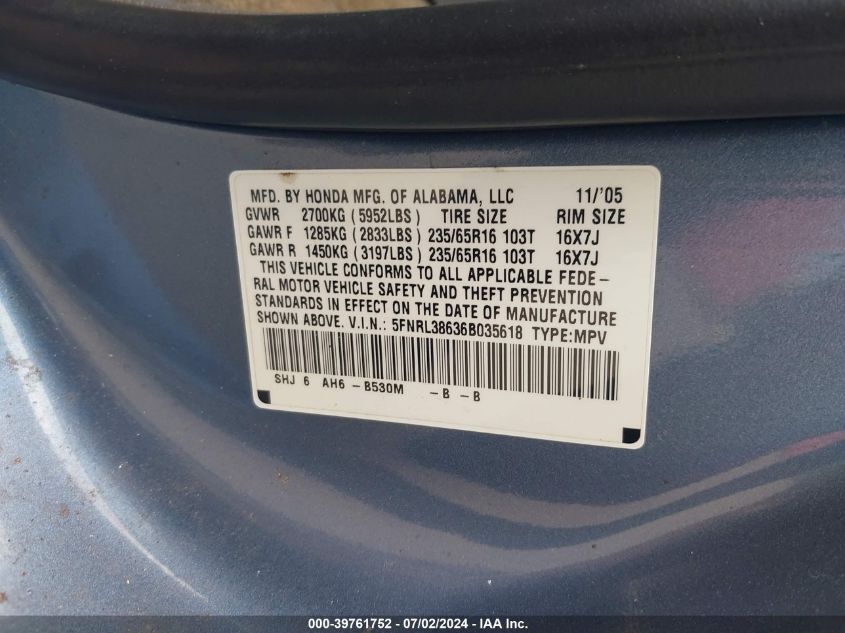 MFD. BY HONDA MFG. OF ALABAMA, LLC 11/'05
GVWR 2700KG (5952LBS) TIRE SIZE RIM SIZE
GAWR F 1285KG (2833LBS) 235/65R16 103T 16X7J
GAWR R 1450KG (3197LBS) 235/65R16 103T 16X7J
THIS VEHICLE CONFORMS TO ALL APPLICABLE FEDE-
RAL MOTOR VEHICLE SAFETY AND THEFT PREVENTION
STANDARDS IN EFFECT ON THE DATE OF MANUFACTURE
SHOWN ABOVE. V.I.N.: 5FNRL38636B035618 TYPE:MPV
SHJ 6 AH6 -B530M -B -B
000-39761752 - 07/02/2024 - IAA Inc.